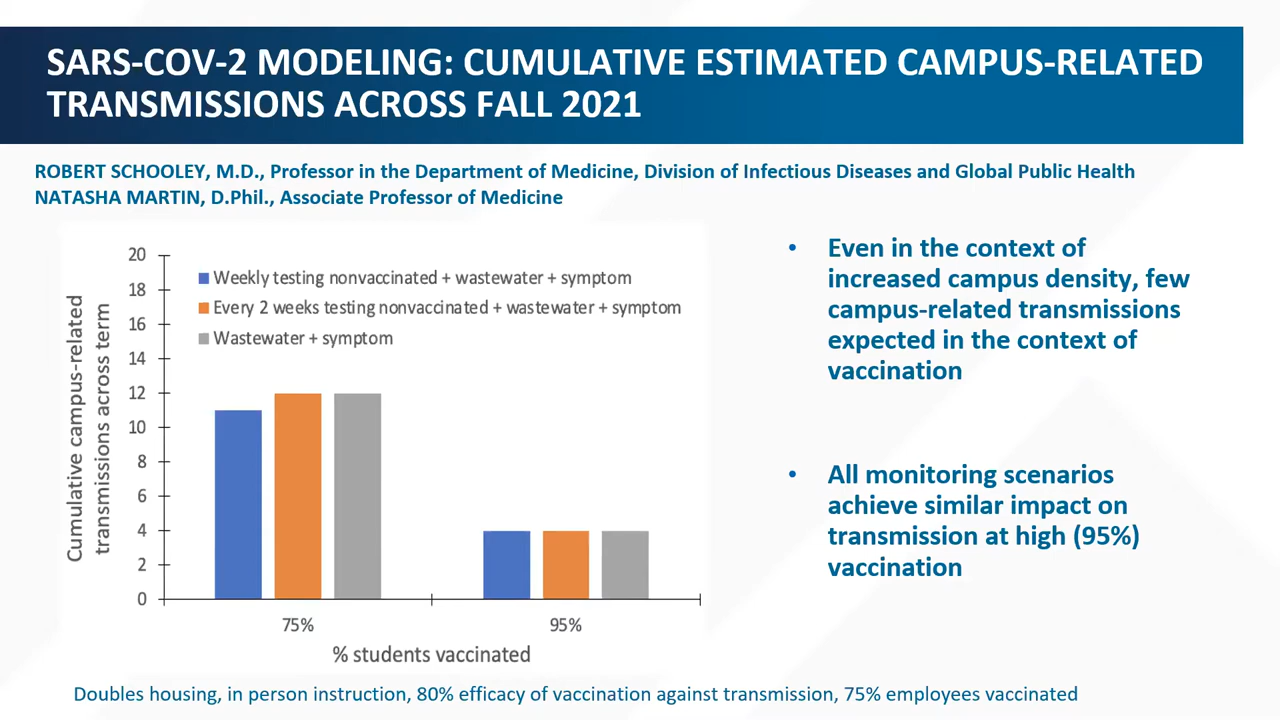 SARS-COV-2 MODELING: CUMULATIVE ESTIMATED CAMPUS-RELATED
TRANSMISSIONS ACROSS FALL 2021
ROBERT SCHOOLEY, M.D., Professor in the Department of Medicine, Division of Infectious Diseases and Global Public Health
NATASHA MARTIN, D.Phil., Associate Professor of Medicine
Cumulative campus-related
transmissions across term
20
18
16
14
12
10
8
6
4
2
0
Weekly testing nonvaccinated + wastewater + symptom
Every 2 weeks testing nonvaccinated + wastewater + symptom
Wastewater + symptom
75%
95%
% students vaccinated
• Even in the context of
increased campus density, few
campus-related transmissions
expected in the context of
vaccination
• All monitoring scenarios
achieve similar impact on
transmission at high (95%)
vaccination
Doubles housing, in person instruction, 80% efficacy of vaccination against transmission, 75% employees vaccinated